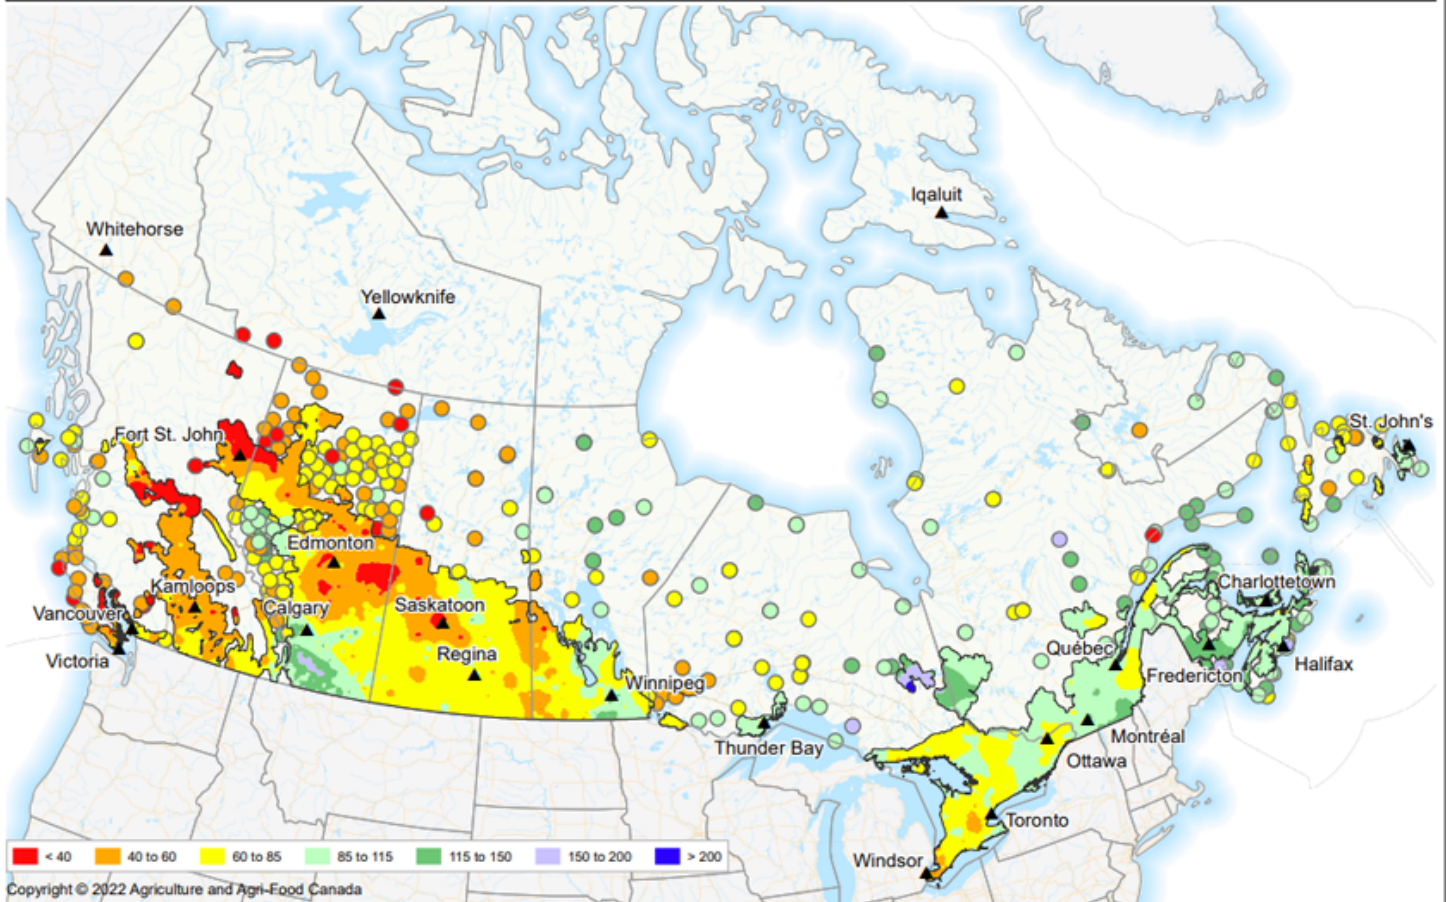 Iqaluit
Whitehorse
Yellowknife
St. John's
Fort St. John
Edmonton
Charlottetown
Kamloops
Calgary
Saskatoon
Vancouver
Québec
Regina
Victoria
Halifax
Fredericton
Winnipeg
Montréal
Thunder Bay
Ottawa
Toronto
Windsor
< 40 40 to 60 60 to 85 85 to 115 115 to 150 150 to 200 > 200
Copyright © 2022 Agriculture and Agri-Food Canada